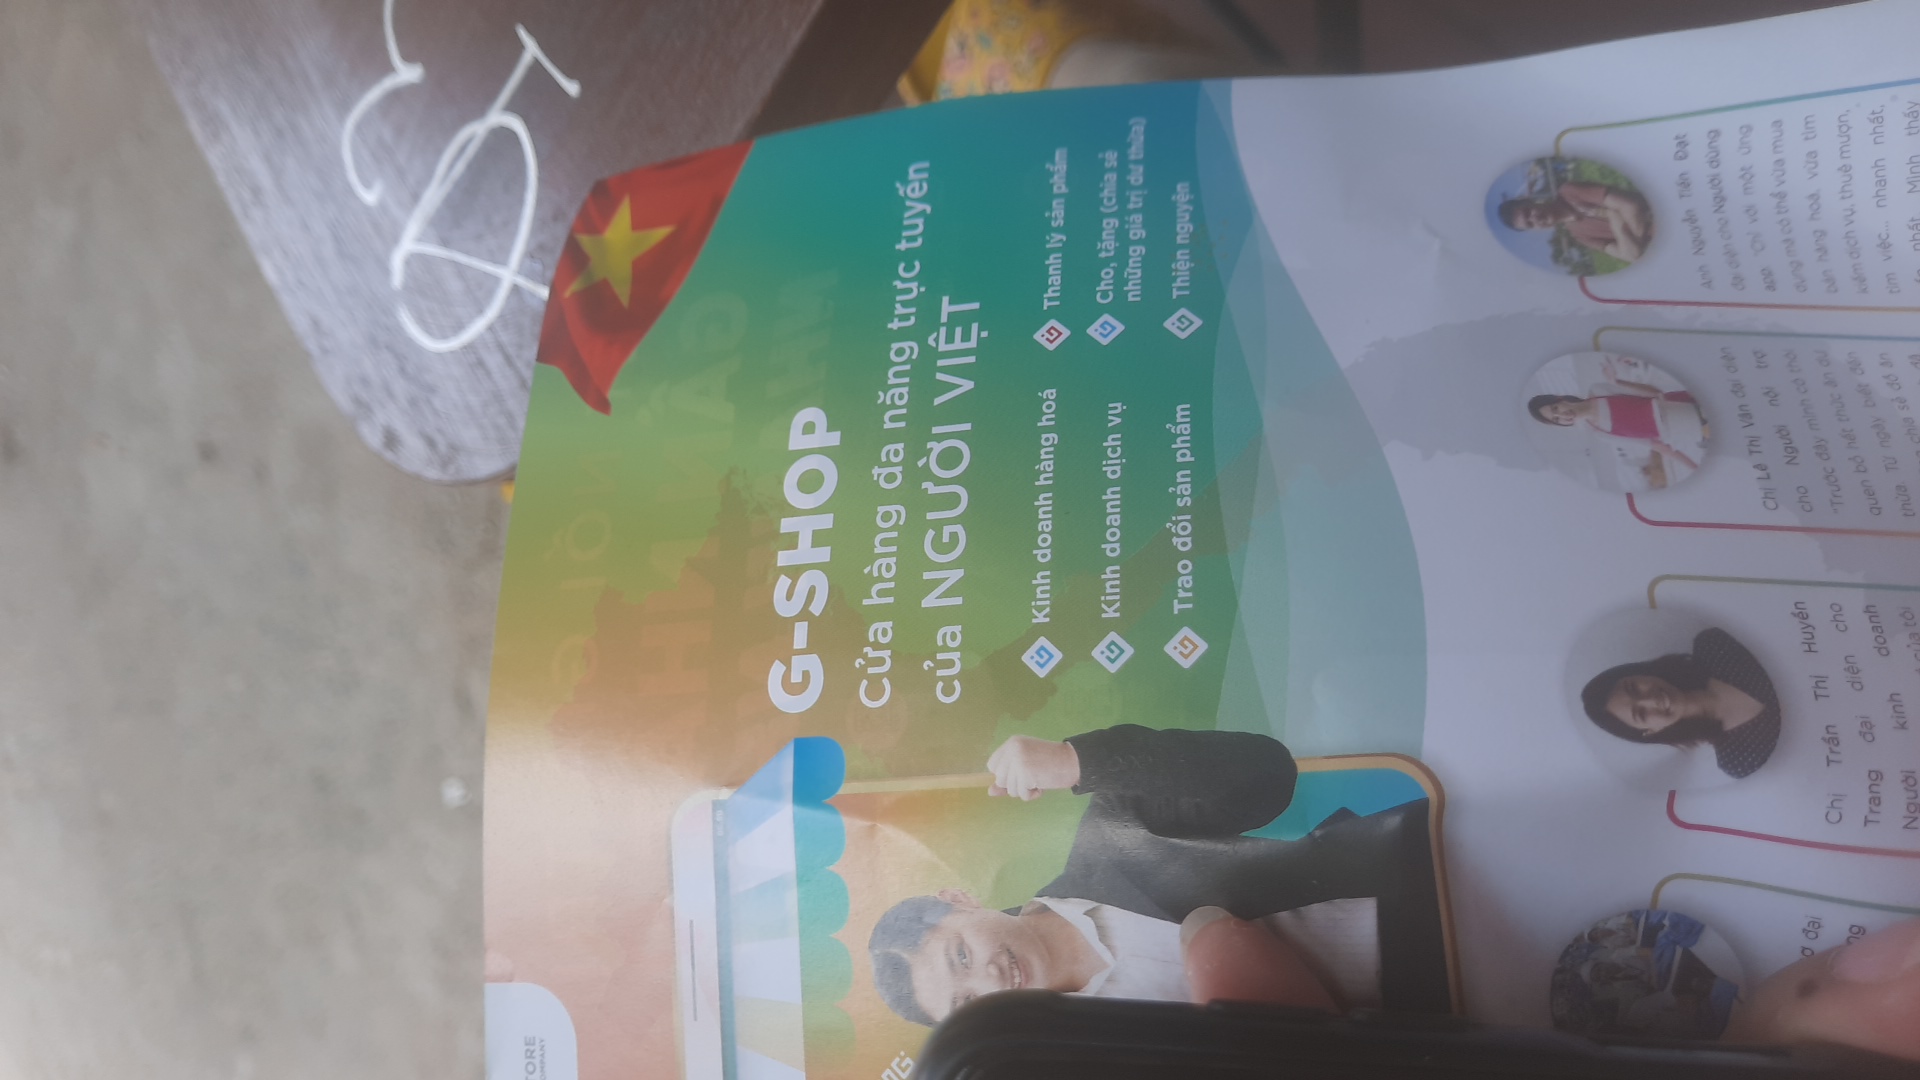 TORE
OMPANY
G-SHOP
Cửa hàng đa năng trực tuyến
của NGƯỜI VIỆT
Kinh doanh hàng hoá
Kinh doanh dịch vụ
Trao đổi sản phẩm
Thanh lý sản phẩm
Cho, tặng (chia sẻ
những giá trị dư thừa)
Thiện nguyện
đại
ng
Chị Trần Thị Huyền
Trang đại diện cho
Người kinh doanh
của tôi
Chị Lê Thị Vân đại diện
cho Người nội trợ
"Trước đây mình có thói
quen bỏ hết thức ăn dư
thừa. Từ ngày biết đến
chia sẻ đồ ăn
đã
Anh Nguyễn Tiến Đạt
đại diện cho Người dùng
app. "Chỉ với một ứng
dụng mà có thể vừa mua
bán hàng hoá, vừa tìm
kiếm dịch vụ, thuê mượn,
tìm việc... nhanh nhất,
nhất. Mình thấy